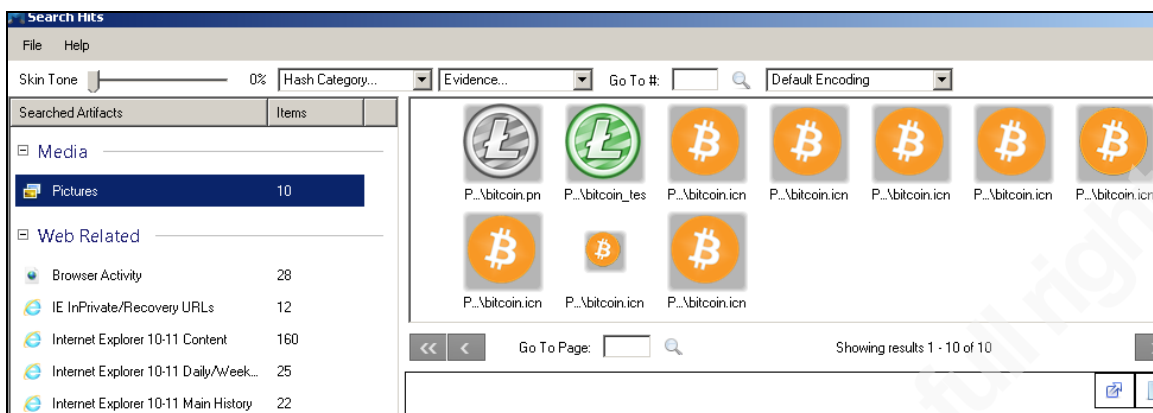 Search Hits
File Help
Skin Tone 0% Hash Category... Evidence... Go To #: Default Encoding
Searched Artifacts Items
Media
Pictures 10
Web Related
Browser Activity 28
IE InPrivate/Recovery URLs 12
Internet Explorer 10-11 Content 160
Internet Explorer 10-11 Daily/Week... 25
Internet Explorer 10-11 Main History 22
P...\bitcoin.pn P...\bitcoin_tes P...\bitcoin.icn P...\bitcoin.icn P...\bitcoin.icn P...\bitcoin.icn P...\bitcoin.icn
P...\bitcoin.icn P...\bitcoin.icn P...\bitcoin.icn
<< < Go To Page: Showing results 1 - 10 of 10
full